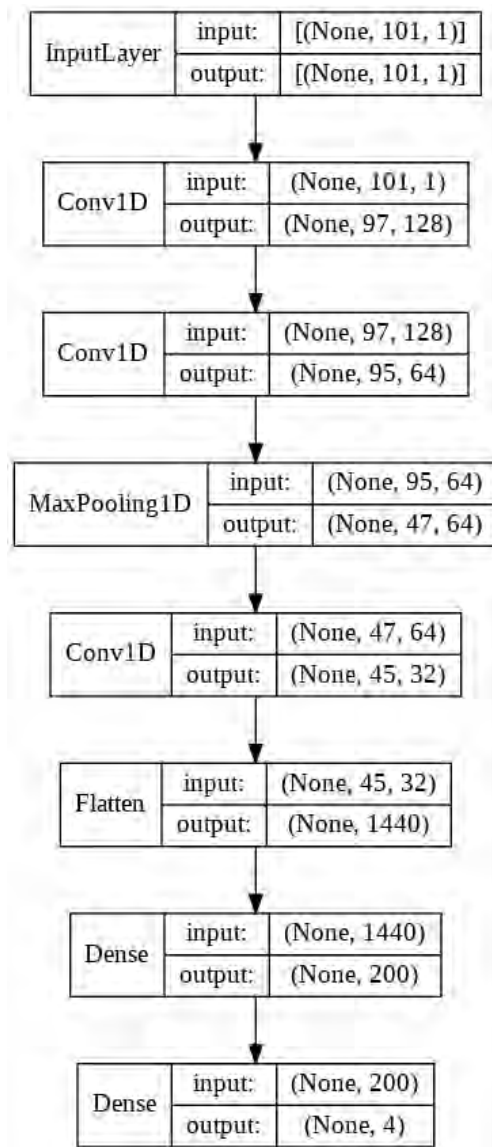 InputLayer
input: [(None, 101, 1)]
output: [(None, 101, 1)]
Conv1D
input: (None, 101, 1)
output: (None, 97, 128)
Conv1D
input: (None, 97, 128)
output: (None, 95, 64)
MaxPooling1D
input: (None, 95, 64)
output: (None, 47, 64)
Conv1D
input: (None, 47, 64)
output: (None, 45, 32)
Flatten
input: (None, 45, 32)
output: (None, 1440)
Dense
input: (None, 1440)
output: (None, 200)
Dense
input: (None, 200)
output: (None, 4)